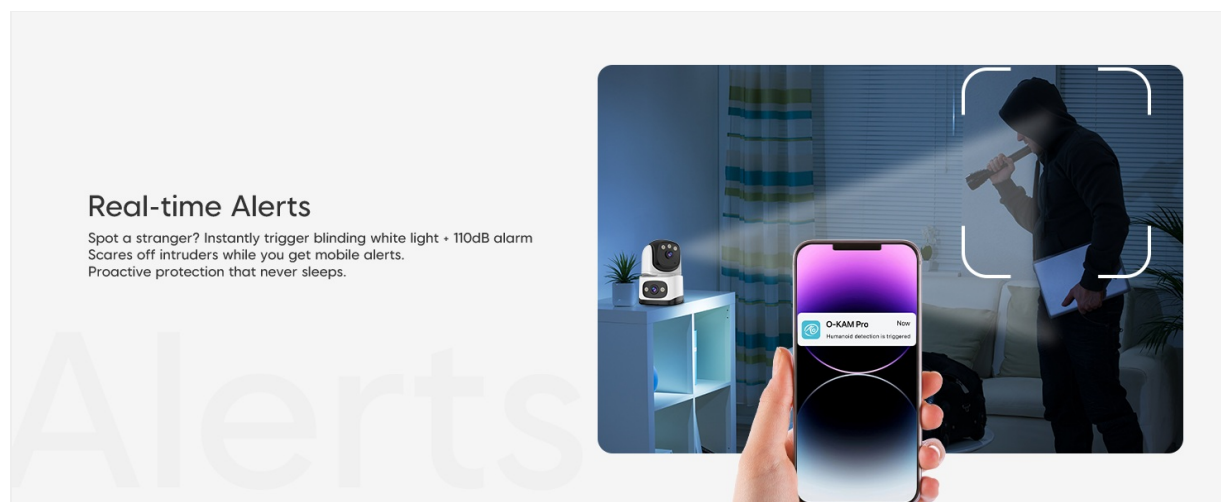 Real-time Alerts
Spot a stranger? Instantly trigger blinding white light + 110dB alarm
Scares off intruders while you get mobile alerts.
Proactive protection that never sleeps.
Alerts
O-KAM Pro Now
Humanoid detection is triggered